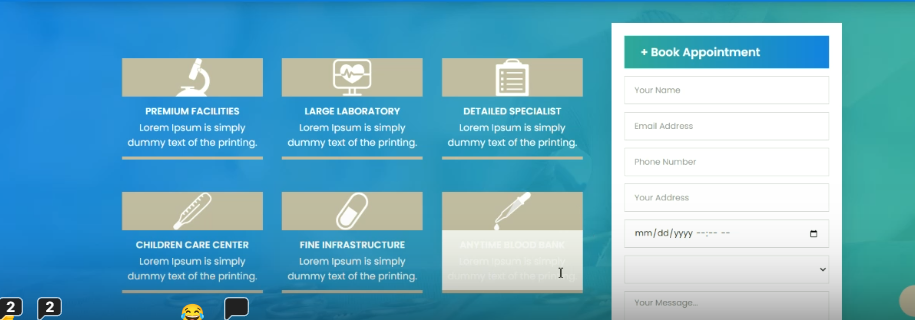 + Book Appointment
PREMIUM FACILITIES
Lorem Ipsum is simply
dummy text of the printing.
LARGE LABORATORY
Lorem Ipsum is simply
dummy text of the printing.
DETAILED SPECIALIST
Lorem Ipsum is simply
dummy text of the printing.
CHILDREN CARE CENTER
Lorem Ipsum is simply
dummy text of the printing.
FINE INFRASTRUCTURE
Lorem Ipsum is simply
dummy text of the printing.
ANYTIME BLOOD BANK
Lorem Ipsum is simply
dummy text of the printing.
Your Name
Email Address
Phone Number
Your Address
mm/dd/yyyy --:-- --
Your Message...
2
2